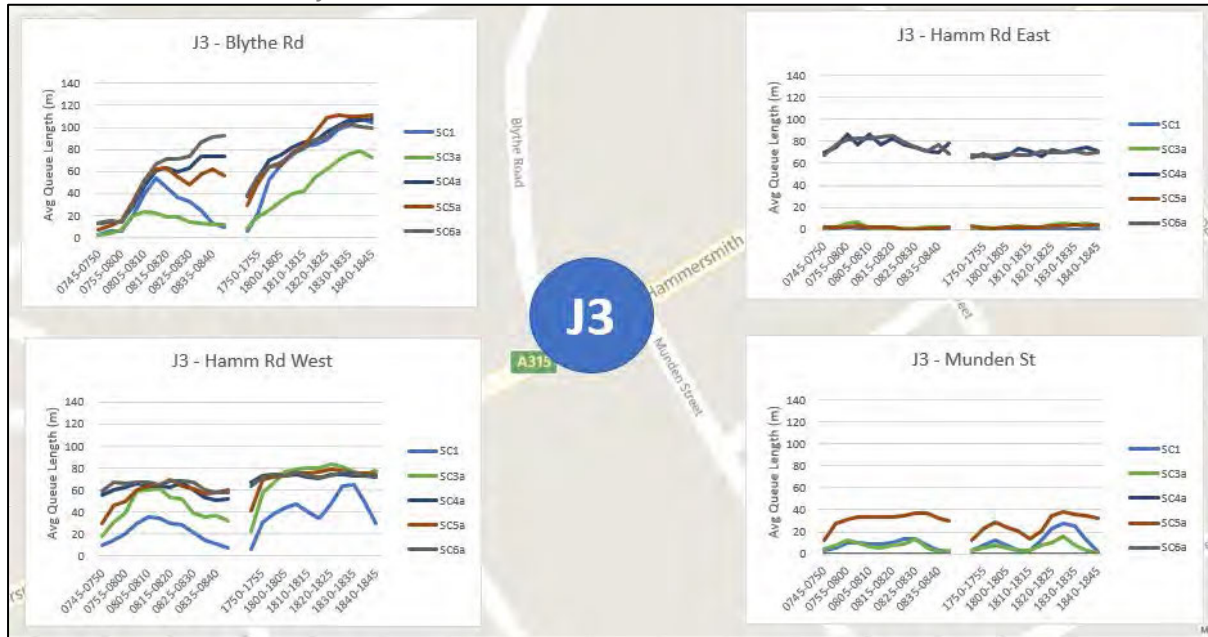 J3 - Blythe Rd
Avg Queue Length (m)
140
120
100
80
60
40
20
0
0745-0750
0755-0800
0805-0810
0815-0820
0825-0830
0835-0840
1750-1755
1800-1805
1810-1815
1820-1825
1830-1835
1840-1845
SC1
SC3a
SC4a
SC5a
SC6a
J3 - Hamm Rd East
Avg Queue Length (m)
140
120
100
80
60
40
20
0
0745-0750
0755-0800
0805-0810
0815-0820
0825-0830
0835-0840
1750-1755
1800-1805
1810-1815
1820-1825
1830-1835
1840-1845
SC1
SC3a
SC4a
SC5a
SC6a
Blythe Road
Hammersmith
J3
A315
Munden Street
J3 - Hamm Rd West
Avg Queue Length (m)
140
120
100
80
60
40
20
0
0745-0750
0755-0800
0805-0810
0815-0820
0825-0830
0835-0840
1750-1755
1800-1805
1810-1815
1820-1825
1830-1835
1840-1845
SC1
SC3a
SC4a
SC5a
SC6a
J3 - Munden St
Avg Queue Length (m)
140
120
100
80
60
40
20
0
0745-0750
0755-0800
0805-0810
0815-0820
0825-0830
0835-0840
1750-1755
1800-1805
1810-1815
1820-1825
1830-1835
1840-1845
SC1
SC3a
SC4a
SC5a
SC6a